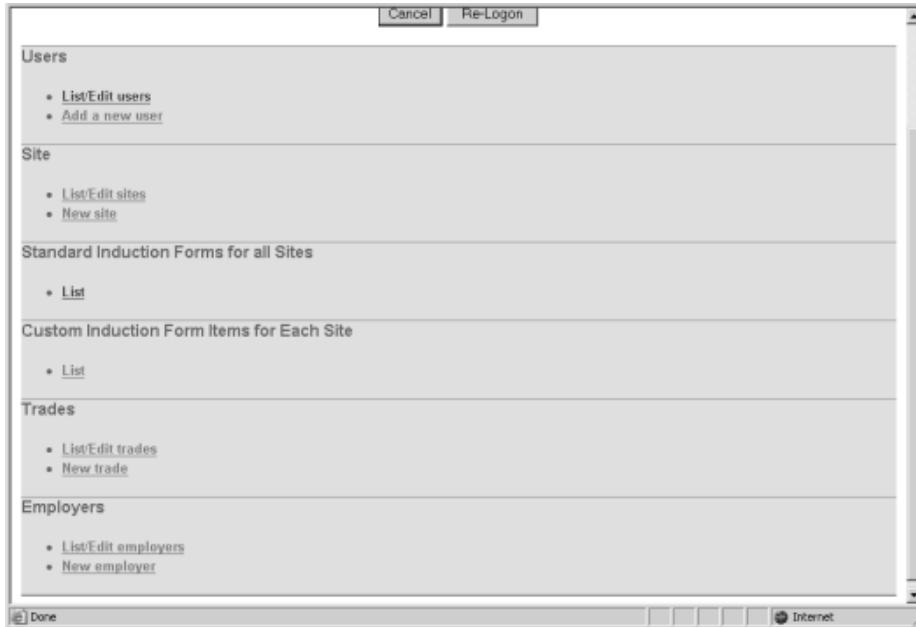 Cancel Re-Logon
Users
• List/Edit users
• Add a new user
Site
• List/Edit sites
• New site
Standard Induction Forms for all Sites
• List
Custom Induction Form Items for Each Site
• List
Trades
• List/Edit trades
• New trade
Employers
• List/Edit employers
• New employer
Done Internet